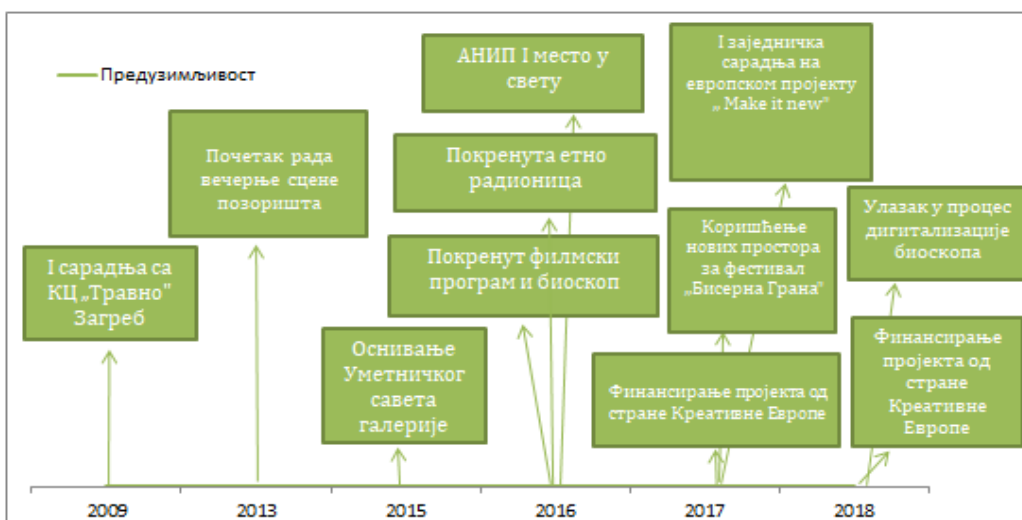 Предузимљивост
I сарадња са
КЦ „Травно"
Загреб
Почетак рада
вечерње сцене
позоришта
Оснивање
Уметничког
савета
галерије
АНИП I место у
свету
Покренута етно
радионица
Покренут филмски
програм и биоскоп
I заједничка
сарадња на
европском пројекту
„ Make it new"
Коришћење
нових простора
за фестивал
„Бисерна Грана"
Финансирање пројекта од
стране Креативне Европе
Улазак у процес
дигитализације
биоскопа
Финансирање
пројекта од
стране
Креативне
Европе
2009 2013 2015 2016 2017 2018